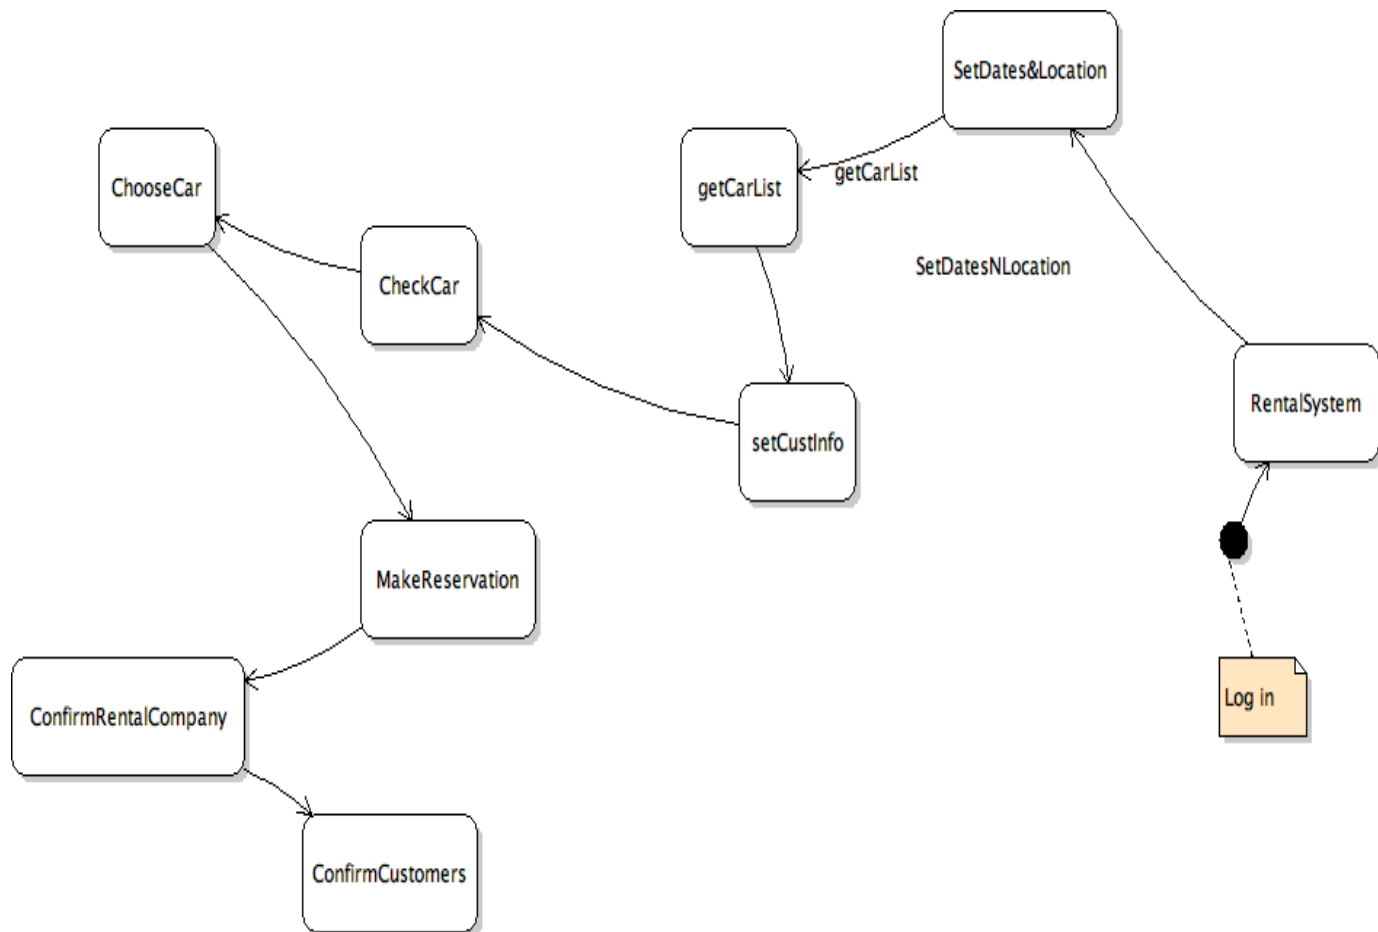 SetDates&Location
ChooseCar
getCarList
getCarList
CheckCar
SetDatesNLocation
RentalSystem
setCustInfo
MakeReservation
Log in
ConfirmRentalCompany
ConfirmCustomers